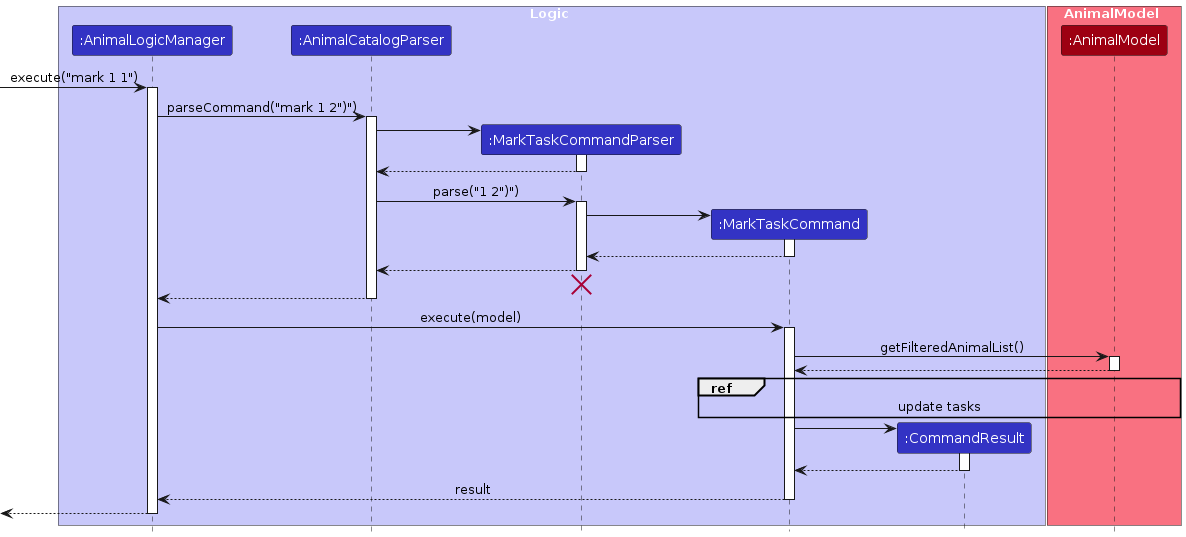 Logic
AnimalModel
:AnimalLogicManager
:AnimalCatalogParser
:AnimalModel
execute("mark 1 1")
parseCommand("mark 1 2")")
:MarkTaskCommandParser
parse("1 2")")
:MarkTaskCommand
execute(model)
getFilteredAnimalList()
ref
update tasks
:CommandResult
result